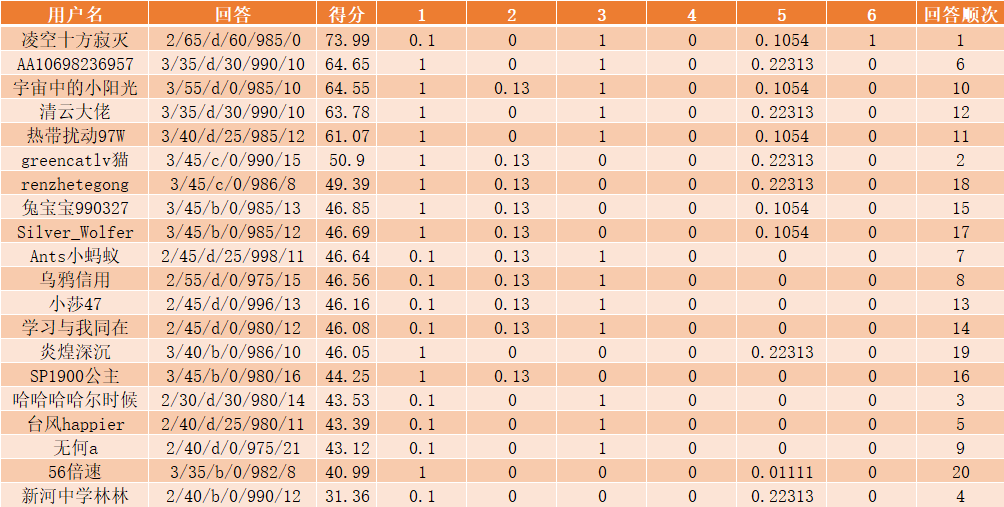 用户名 回答 得分 1 2 3 4 5 6 回答顺次
凌空十方寂灭 2/65/d/60/985/0 73.99 0.1 0 1 0 0.1054 1 1
AA10698236957 3/35/d/30/990/10 64.65 1 0 1 0 0.22313 0 6
宇宙中的小阳光 3/55/d/0/985/10 64.55 1 0.13 1 0 0.1054 0 10
清云大佬 3/35/d/30/990/10 63.78 1 0 1 0 0.22313 0 12
热带扰动97W 3/40/d/25/985/12 61.07 1 0 1 0 0.1054 0 11
greencatlv猫 3/45/c/0/990/15 50.9 1 0.13 0 0 0.22313 0 2
renzhetegong 3/45/c/0/986/8 49.39 1 0.13 0 0 0.22313 0 18
兔宝宝990327 3/45/b/0/985/13 46.85 1 0.13 0 0 0.1054 0 15
Silver_Wolfer 3/45/b/0/985/12 46.69 1 0.13 0 0 0.1054 0 17
Ants小蚂蚁 2/45/d/25/998/11 46.64 0.1 0.13 1 0 0 0 7
乌鸦信用 2/55/d/0/975/15 46.56 0.1 0.13 1 0 0 0 8
小莎47 2/45/d/0/996/13 46.16 0.1 0.13 1 0 0 0 13
学习与我同在 2/45/d/0/980/12 46.08 0.1 0.13 1 0 0 0 14
炎煌深沉 3/40/b/0/986/10 46.05 1 0 0 0 0.22313 0 19
SP1900公主 3/45/b/0/980/16 44.25 1 0.13 0 0 0 0 16
哈哈哈哈尔时候 2/30/d/30/980/14 43.53 0.1 0 1 0 0 0 3
台风happier 2/40/d/25/980/11 43.39 0.1 0 1 0 0 0 5
无何a 2/40/d/0/975/21 43.12 0.1 0 1 0 0 0 9
56倍速 3/35/b/0/982/8 40.99 1 0 0 0 0.01111 0 20
新河中学林林 2/40/b/0/990/12 31.36 0.1 0 0 0 0.22313 0 4